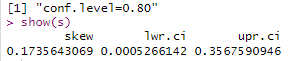 [1] "conf.level=0.80"
> show(s)
skew lwr.ci upr.ci
0.1735643069 0.0005266142 0.3567590946